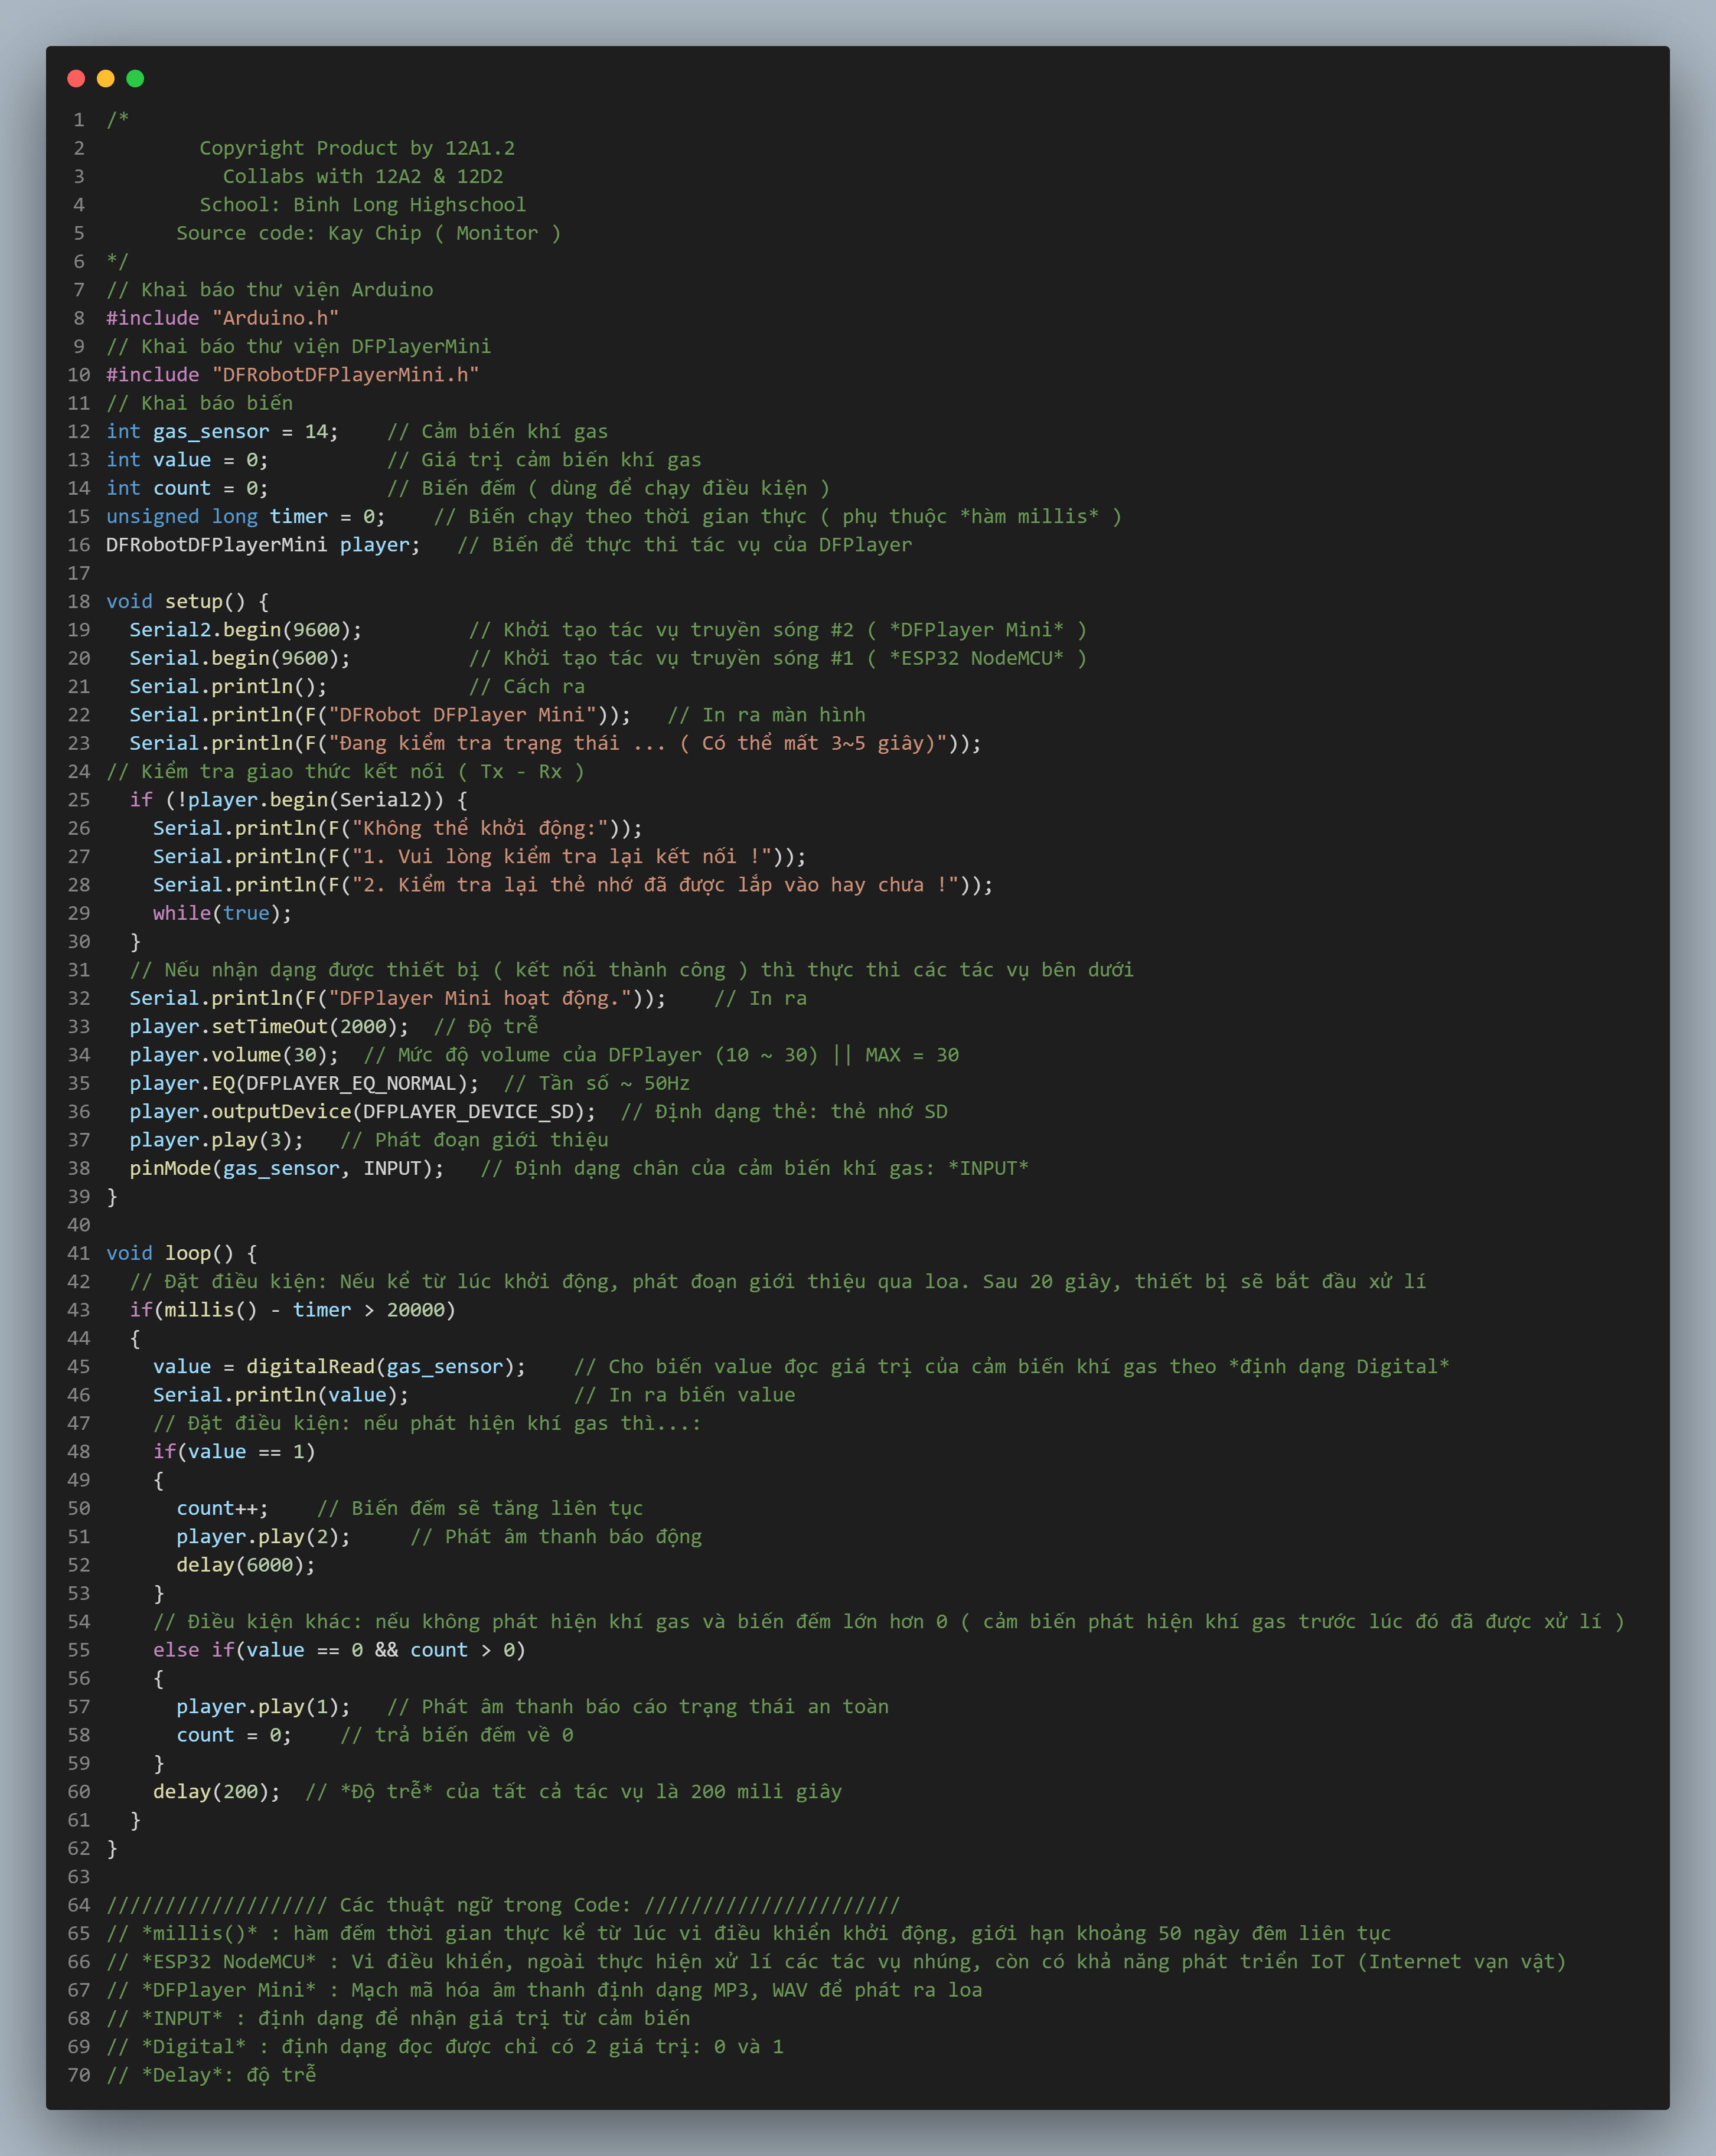 1 /*
2         Copyright Product by 12A1.2
3           Collabs with 12A2 & 12D2
4         School: Binh Long Highschool
5       Source code: Kay Chip ( Monitor )
6 */
7 // Khai báo thư viện Arduino
8 #include "Arduino.h"
9 // Khai báo thư viện DFPlayerMini
10 #include "DFRobotDFPlayerMini.h"
11 // Khai báo biến
12 int gas_sensor = 14;    // Cảm biến khí gas
13 int value = 0;          // Giá trị cảm biến khí gas
14 int count = 0;          // Biến đếm ( dùng để chạy điều kiện )
15 unsigned long timer = 0;    // Biến chạy theo thời gian thực ( phụ thuộc *hàm millis* )
16 DFRobotDFPlayerMini player;   // Biến để thực thi tác vụ của DFPlayer
17
18 void setup() {
19   Serial2.begin(9600);         // Khởi tạo tác vụ truyền sóng #2 ( *DFPlayer Mini* )
20   Serial.begin(9600);          // Khởi tạo tác vụ truyền sóng #1 ( *ESP32 NodeMCU* )
21   Serial.println();            // Cách ra
22   Serial.println(F("DFRobot DFPlayer Mini"));   // In ra màn hình
23   Serial.println(F("Đang kiểm tra trạng thái ... ( Có thể mất 3~5 giây)"));
24 // Kiểm tra giao thức kết nối ( Tx - Rx )
25   if (!player.begin(Serial2)) {
26     Serial.println(F("Không thể khởi động:"));
27     Serial.println(F("1. Vui lòng kiểm tra lại kết nối !"));
28     Serial.println(F("2. Kiểm tra lại thẻ nhớ đã được lắp vào hay chưa !"));
29     while(true);
30   }
31   // Nếu nhận dạng được thiết bị ( kết nối thành công ) thì thực thi các tác vụ bên dưới
32   Serial.println(F("DFPlayer Mini hoạt động."));    // In ra
33   player.setTimeOut(2000);  // Độ trễ
34   player.volume(30);  // Mức độ volume của DFPlayer (10 ~ 30) || MAX = 30
35   player.EQ(DFPLAYER_EQ_NORMAL);  // Tần số ~ 50Hz
36   player.outputDevice(DFPLAYER_DEVICE_SD);  // Định dạng thẻ: thẻ nhớ SD
37   player.play(3);   // Phát đoạn giới thiệu
38   pinMode(gas_sensor, INPUT);   // Định dạng chân của cảm biến khí gas: *INPUT*
39 }
40
41 void loop() {
42   // Đặt điều kiện: Nếu kể từ lúc khởi động, phát đoạn giới thiệu qua loa. Sau 20 giây, thiết bị sẽ bắt đầu xử lí
43   if(millis() - timer > 20000)
44   {
45     value = digitalRead(gas_sensor);    // Cho biến value đọc giá trị của cảm biến khí gas theo *định dạng Digital*
46     Serial.println(value);              // In ra biến value
47     // Đặt điều kiện: nếu phát hiện khí gas thì...:
48     if(value == 1)
49     {
50       count++;    // Biến đếm sẽ tăng liên tục
51       player.play(2);     // Phát âm thanh báo động
52       delay(6000);
53     }
54     // Điều kiện khác: nếu không phát hiện khí gas và biến đếm lớn hơn 0 ( cảm biến phát hiện khí gas trước lúc đó đã được xử lí )
55     else if(value == 0 && count > 0)
56     {
57       player.play(1);   // Phát âm thanh báo cáo trạng thái an toàn
58       count = 0;    // trả biến đếm về 0
59     }
60     delay(200);  // *Độ trễ* của tất cả tác vụ là 200 mili giây
61   }
62 }
63
64 /////////////////// Các thuật ngữ trong Code: //////////////////////
65 // *millis()* : hàm đếm thời gian thực kể từ lúc vi điều khiển khởi động, giới hạn khoảng 50 ngày đêm liên tục
66 // *ESP32 NodeMCU* : Vi điều khiển, ngoài thực hiện xử lí các tác vụ nhúng, còn có khả năng phát triển IoT (Internet vạn vật)
67 // *DFPlayer Mini* : Mạch mã hóa âm thanh định dạng MP3, WAV để phát ra loa
68 // *INPUT* : định dạng để nhận giá trị từ cảm biến
69 // *Digital* : định dạng đọc được chỉ có 2 giá trị: 0 và 1
70 // *Delay*: độ trễ